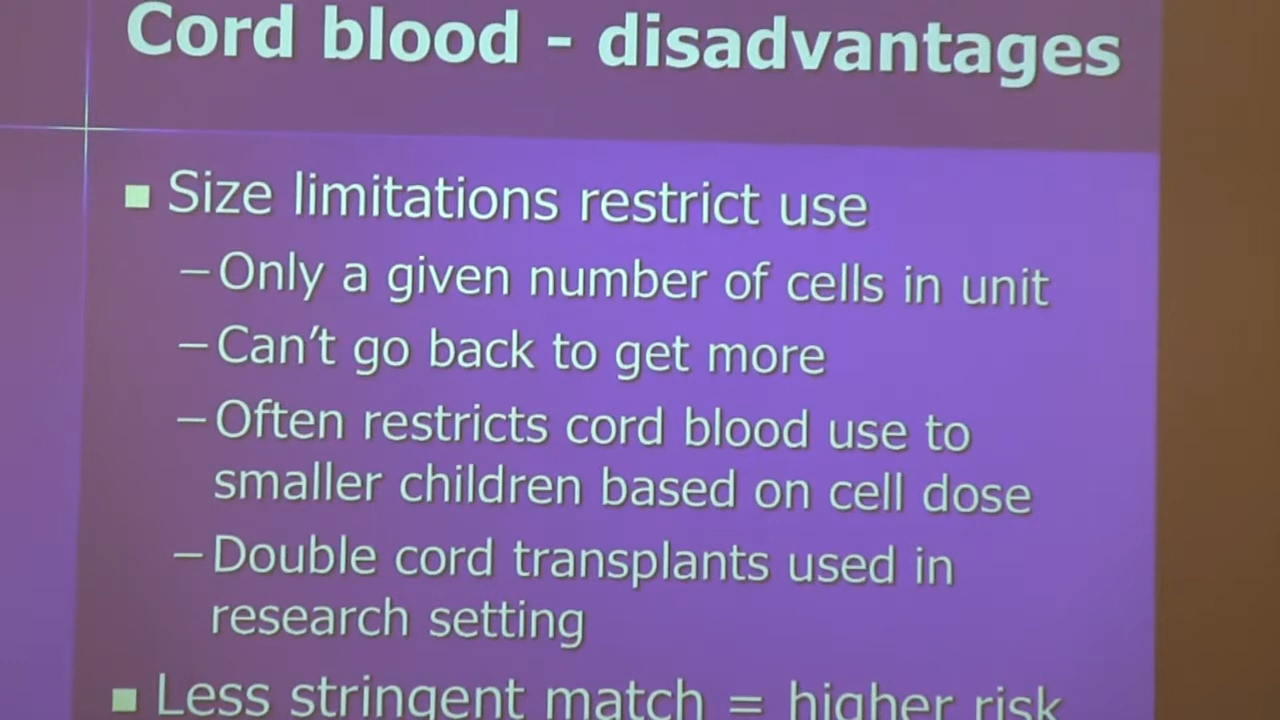 Cord blood - disadvantages
■ Size limitations restrict use
– Only a given number of cells in unit
– Can't go back to get more
– Often restricts cord blood use to
smaller children based on cell dose
– Double cord transplants used in
research setting
■ Less stringent match = higher risk